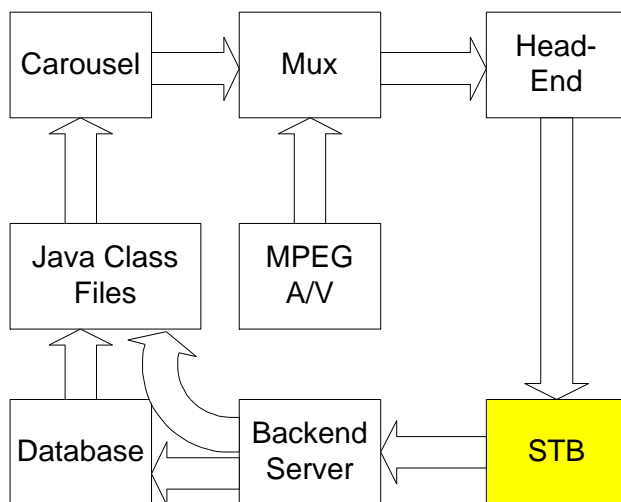 Carousel
Mux
Head-
End
Java Class
Files
MPEG
A/V
Database
Backend
Server
STB